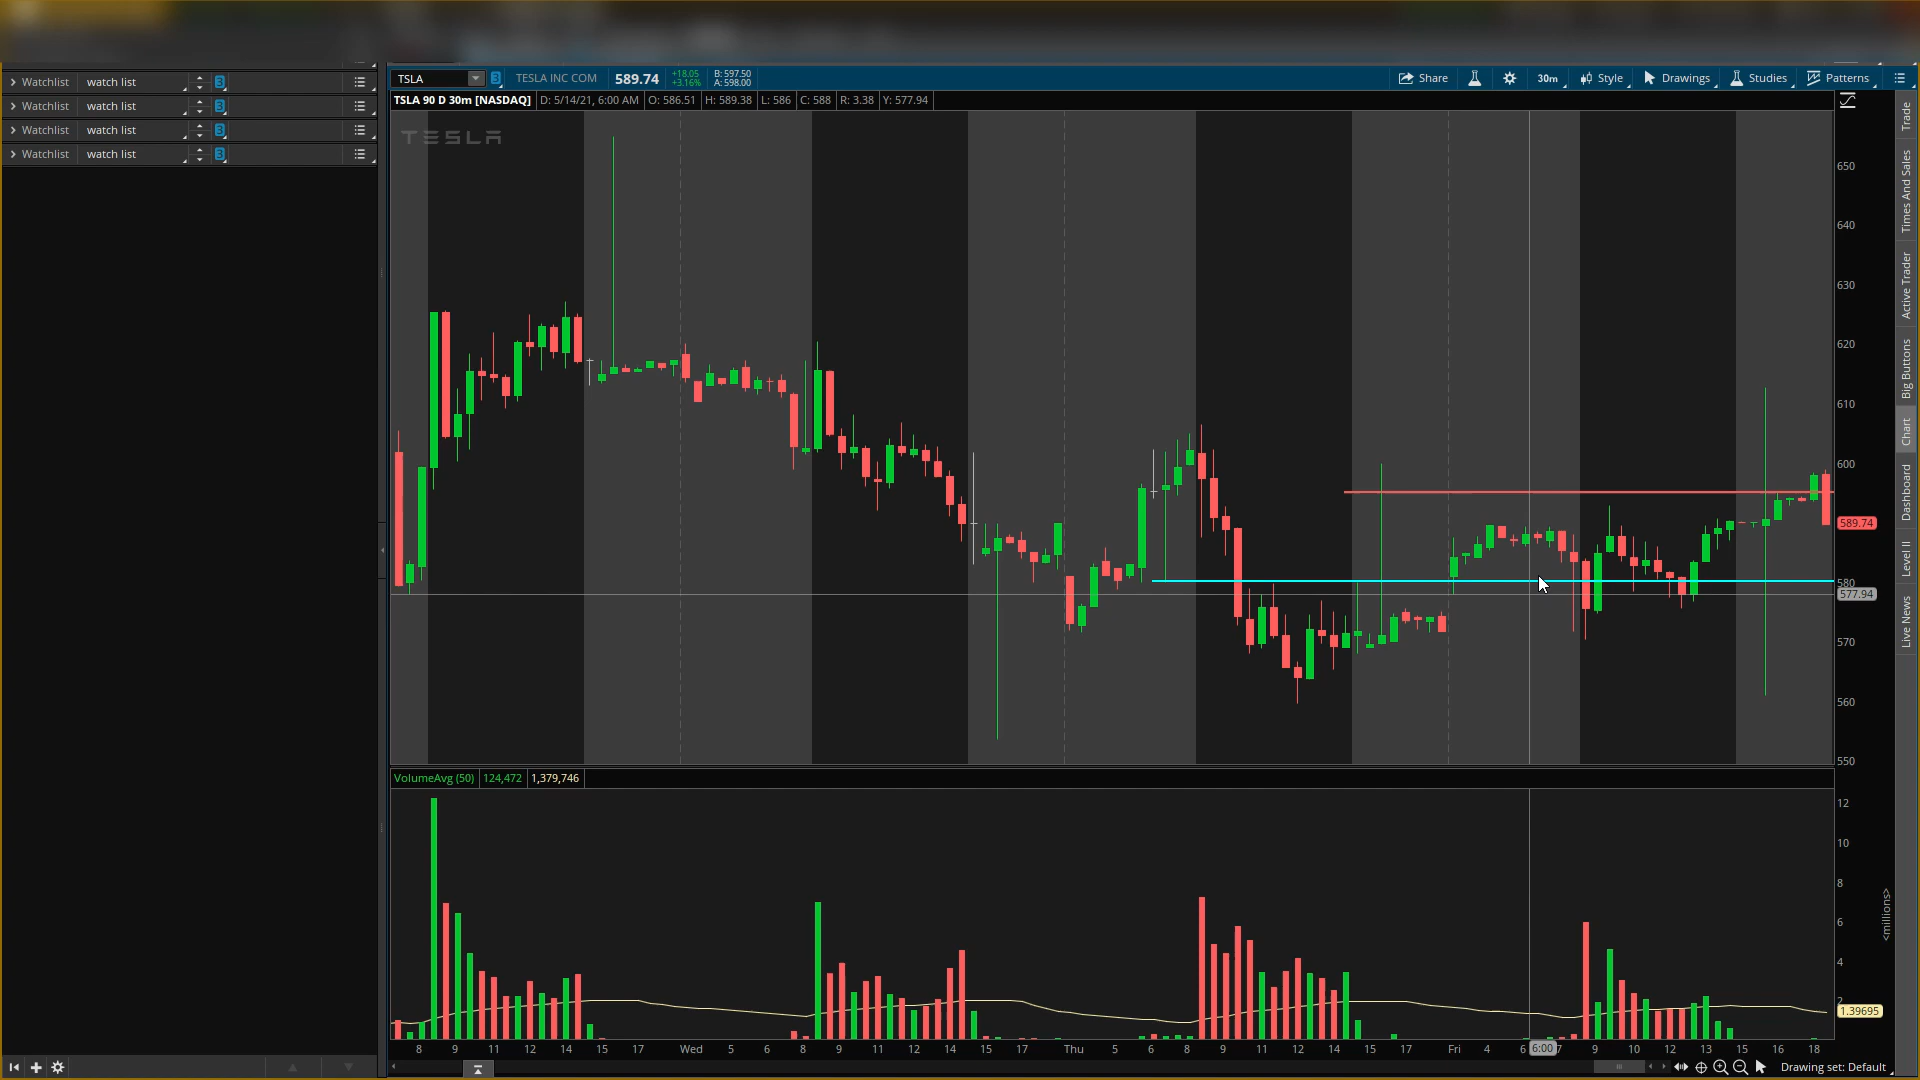 Watchlist watch list 3
Watchlist watch list 3
Watchlist watch list 3
Watchlist watch list 3
TSLA 3 TESLA INC COM 589.74 +18.05 +3.16% B: 597.50 A: 598.00 Share 30m Style Drawings Studies Patterns
TSLA 90 D 30m [NASDAQ] D: 5/14/21, 6:00 AM O: 586.51 H: 589.38 L: 586 C: 588 R: 3.38 Y: 577.94
TESLA
650
640
630
620
610
600
589.74
580
577.94
570
560
550
Trade
Times And Sales
Active Trader
Big Buttons
Chart
Dashboard
Level II
Live News
VolumeAvg (50) 124,472 1,379,746
12
10
8
6
4
2
1.39695
<millions>
8 9 11 12 14 15 17 Wed 5 6 8 9 11 12 14 15 17 Thu 5 6 8 9 11 12 14 15 17 Fri 4 6 6:00 7 9 10 12 13 15 16 18
Drawing set: Default